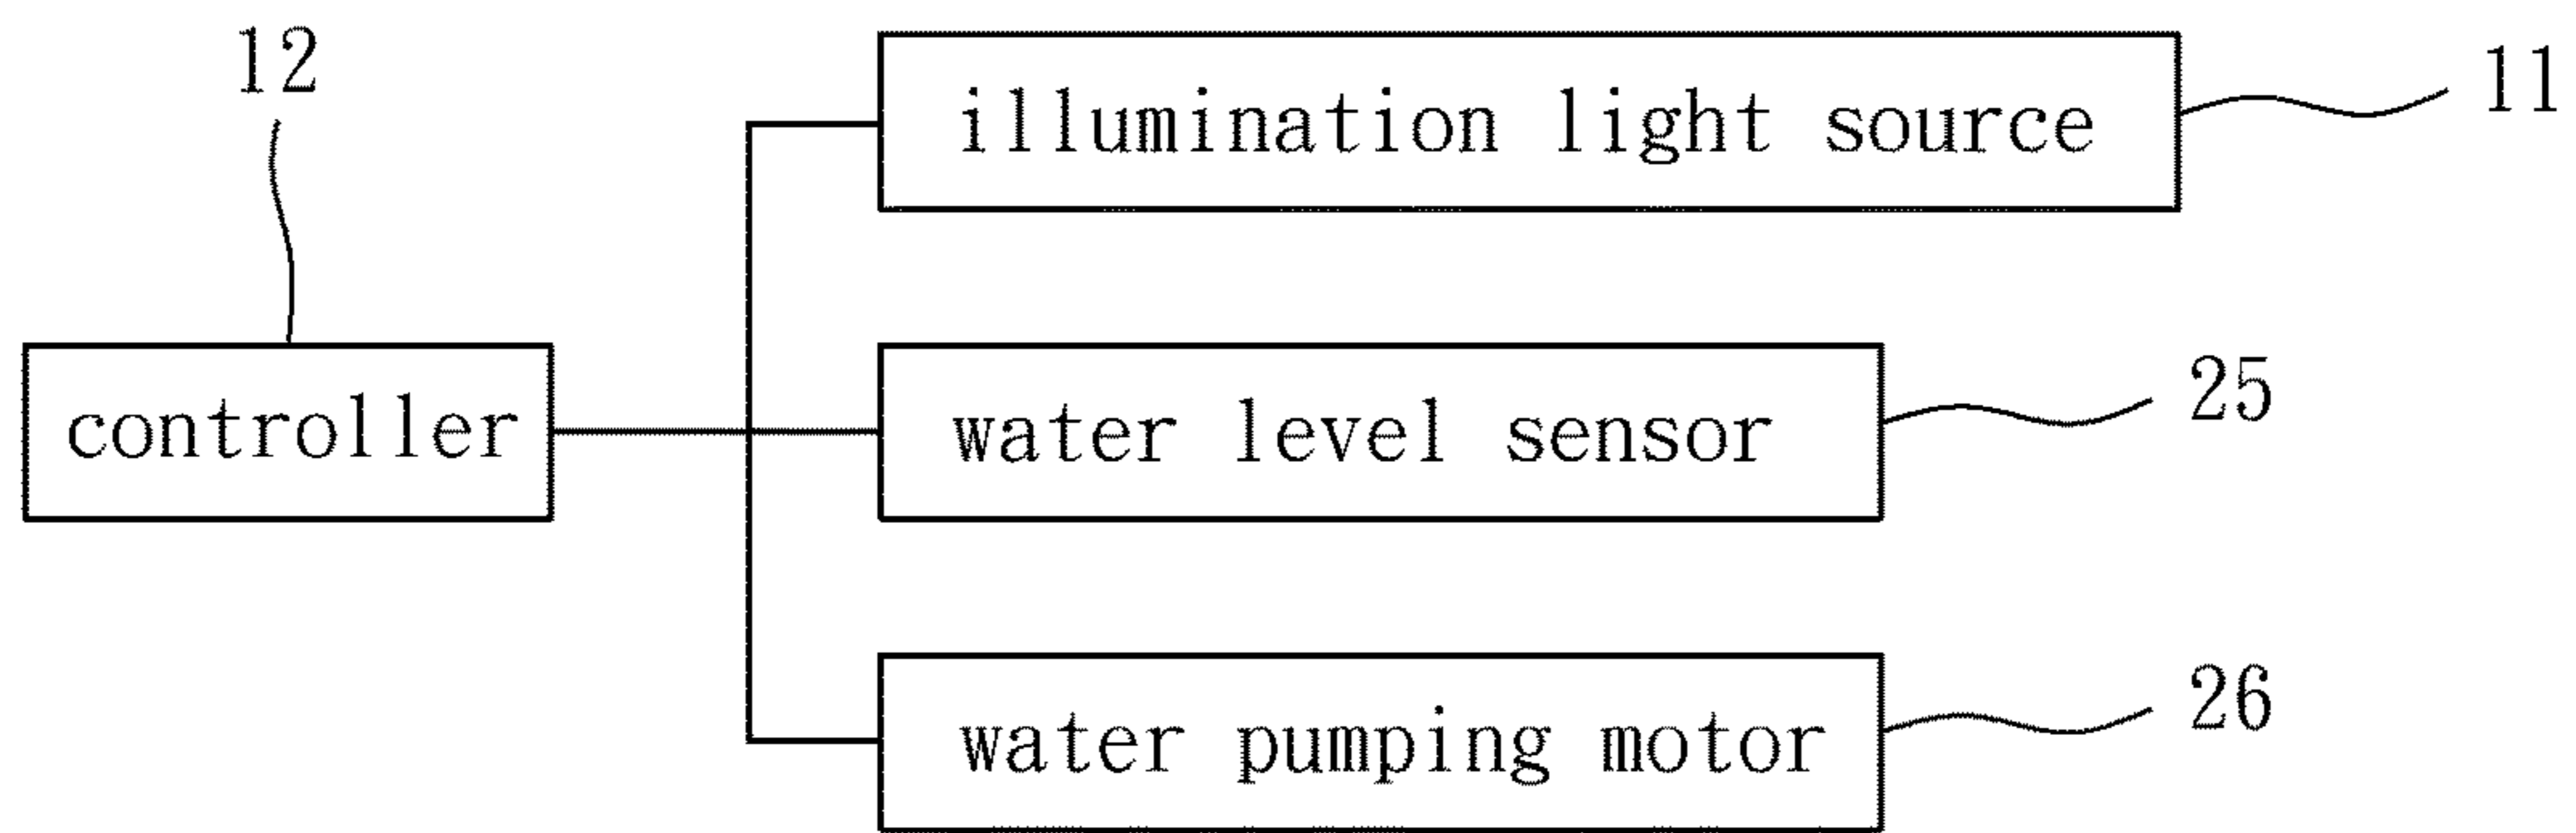 12
illumination light source
11
controller
water level sensor
25
water pumping motor
26